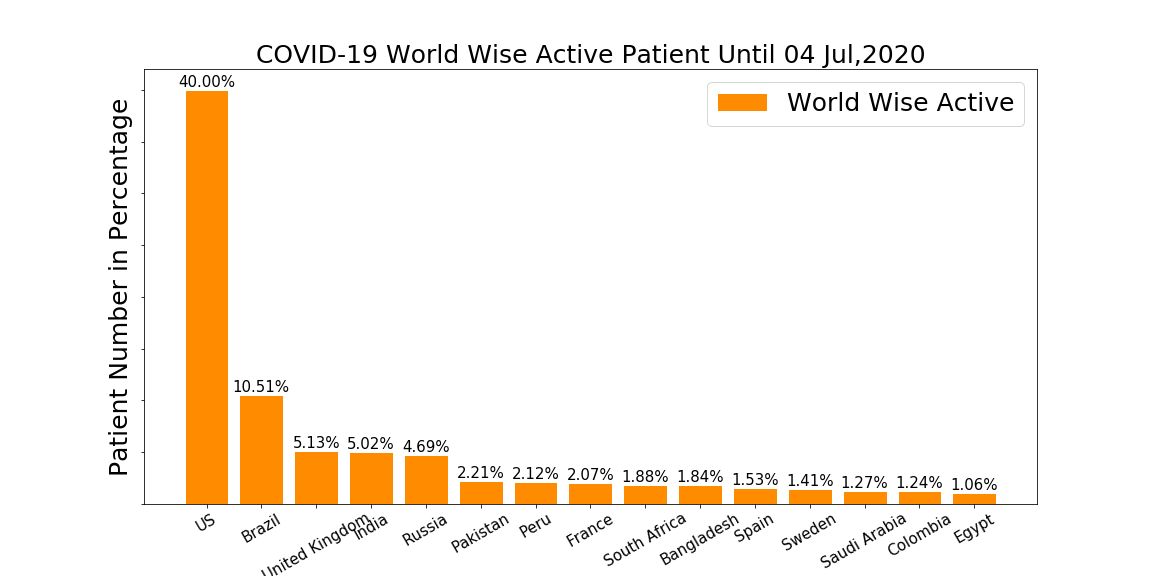 COVID-19 World Wise Active Patient Until 04 Jul,2020
World Wise Active
Patient Number in Percentage
40.00%
10.51%
5.13%
5.02%
4.69%
2.21%
2.12%
2.07%
1.88%
1.84%
1.53%
1.41%
1.27%
1.24%
1.06%
US
Brazil
United Kingdom
India
Russia
Pakistan
Peru
France
South Africa
Bangladesh
Spain
Sweden
Saudi Arabia
Colombia
Egypt